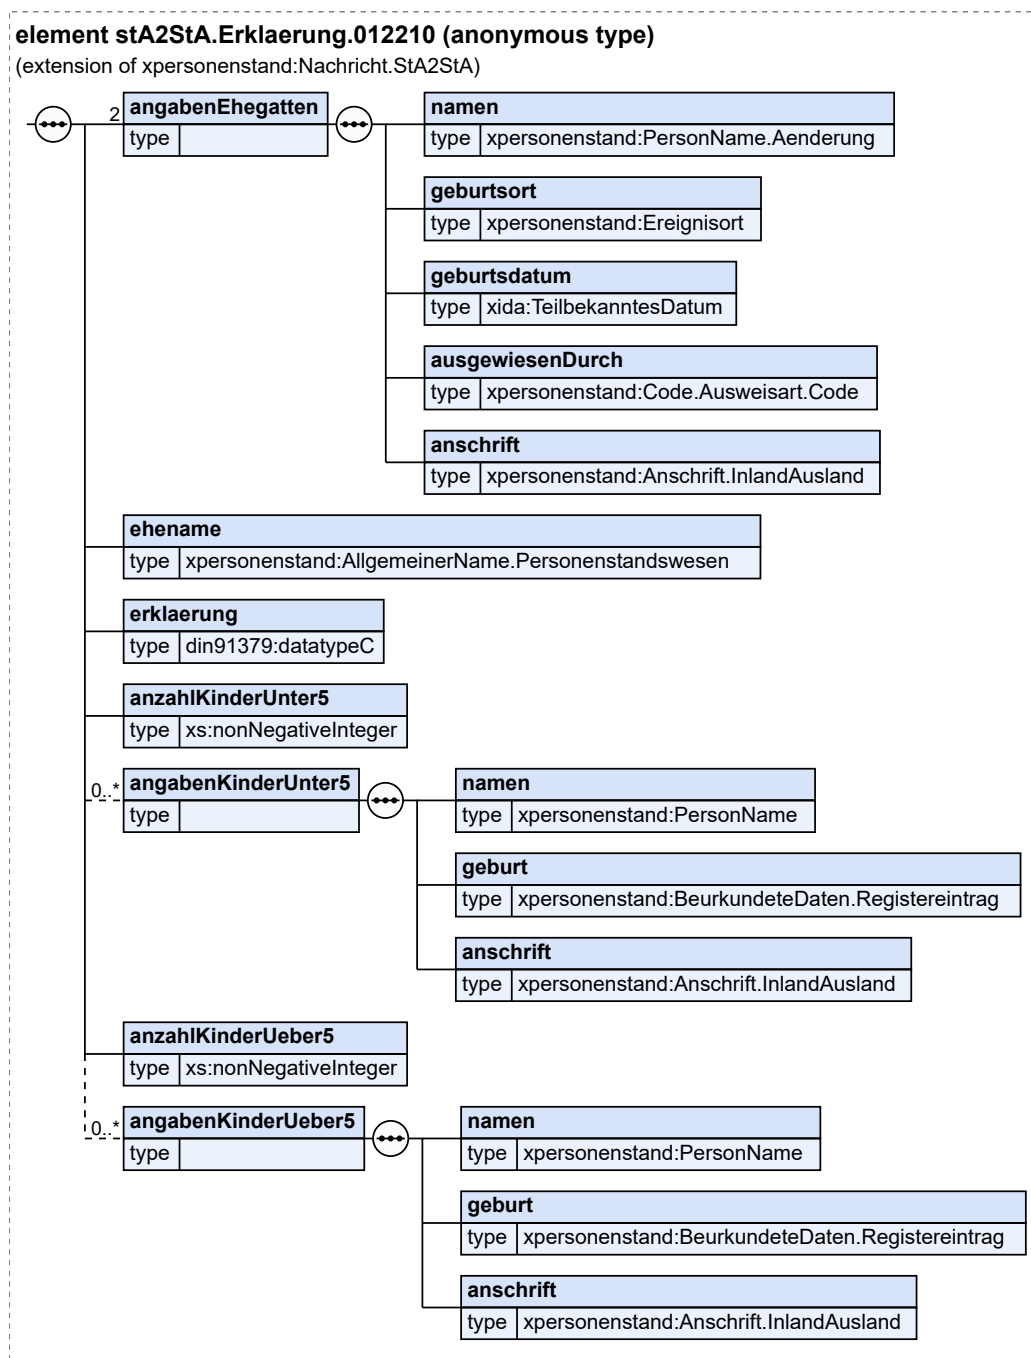 element stA2StA.Erklaerung.012210 (anonymous type)
(extension of xpersonenstand:Nachricht.StA2StA)
2 angabenEhegatten
type
namen
type xpersonenstand:PersonName.Aenderung
geburtsort
type xpersonenstand:Ereignisort
geburtsdatum
type xida:TeilbekanntesDatum
ausgewiesenDurch
type xpersonenstand:Code.Ausweisart.Code
anschrift
type xpersonenstand:Anschrift.InlandAusland
ehename
type xpersonenstand:AllgemeinerName.Personenstandswesen
erklaerung
type din91379:datatypeC
anzahlKinderUnter5
type xs:nonNegativeInteger
0..* angabenKinderUnter5
type
namen
type xpersonenstand:PersonName
geburt
type xpersonenstand:BeurkundeteDaten.Registereintrag
anschrift
type xpersonenstand:Anschrift.InlandAusland
anzahlKinderUeber5
type xs:nonNegativeInteger
0..* angabenKinderUeber5
type
namen
type xpersonenstand:PersonName
geburt
type xpersonenstand:BeurkundeteDaten.Registereintrag
anschrift
type xpersonenstand:Anschrift.InlandAusland